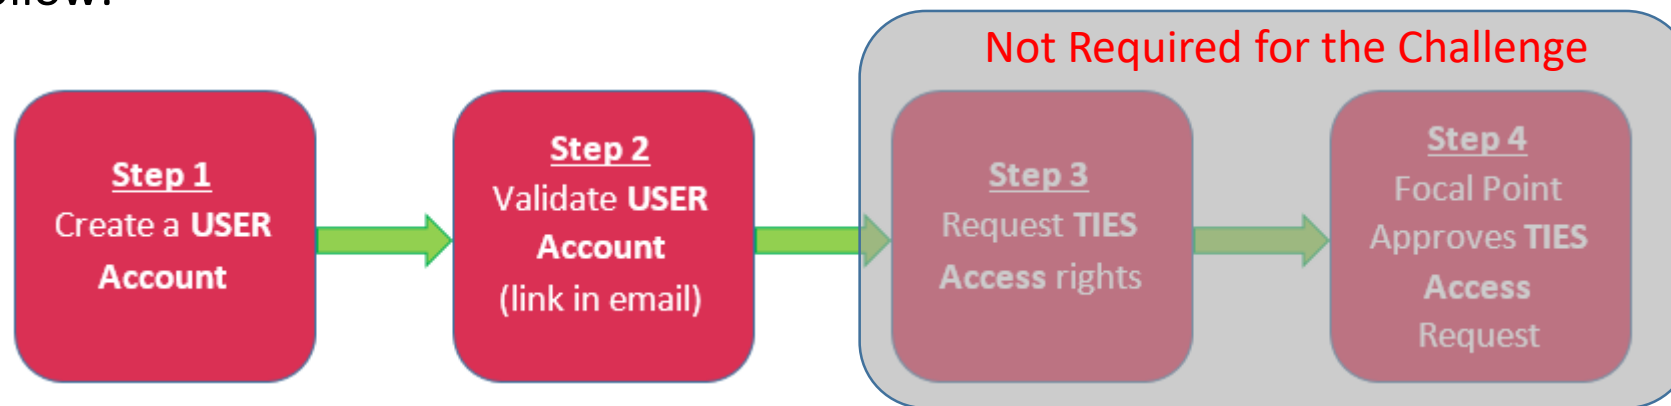 Not Required for the Challenge
Step 1
Create a USER
Account
Step 2
Validate USER
Account
(link in email)
Step 3
Request TIES
Access rights
Step 4
Focal Point
Approves TIES
Access
Request